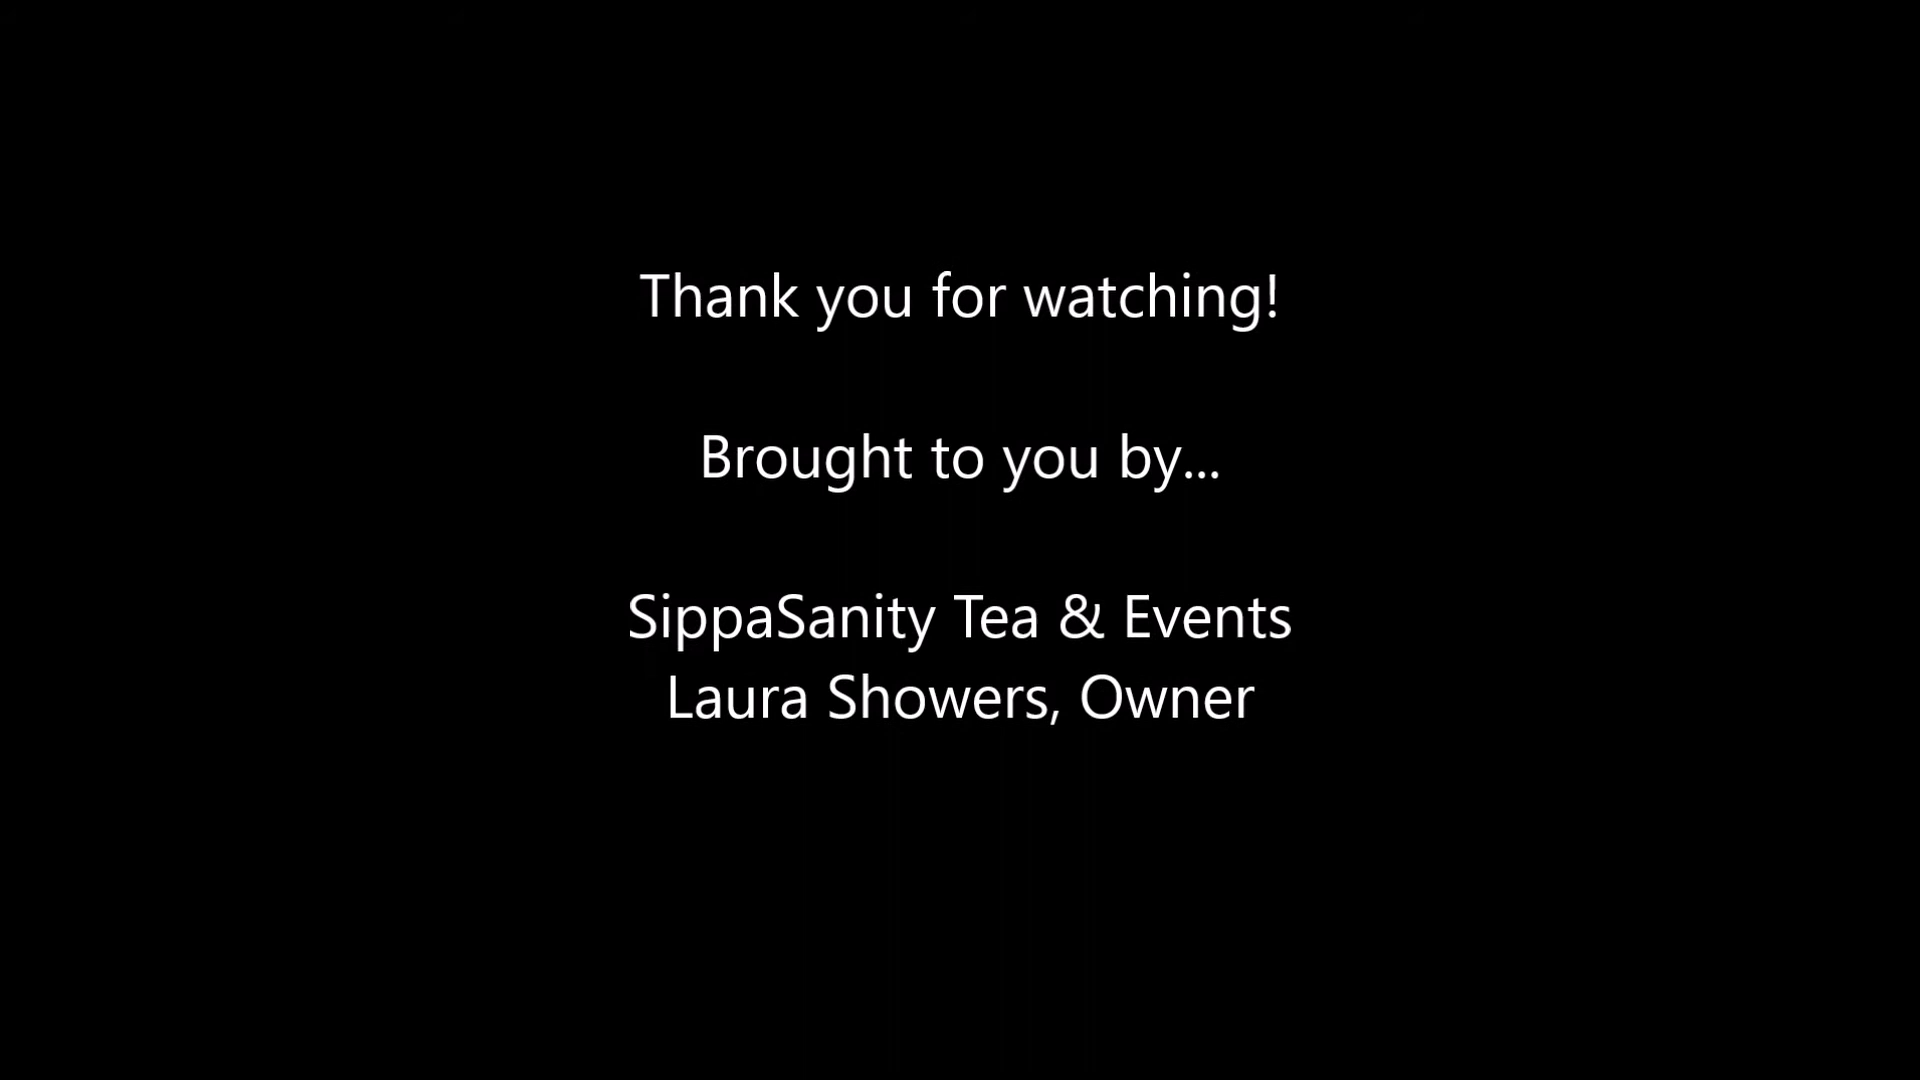 Thank you for watching!
Brought to you by...
SippaSanity Tea & Events
Laura Showers, Owner